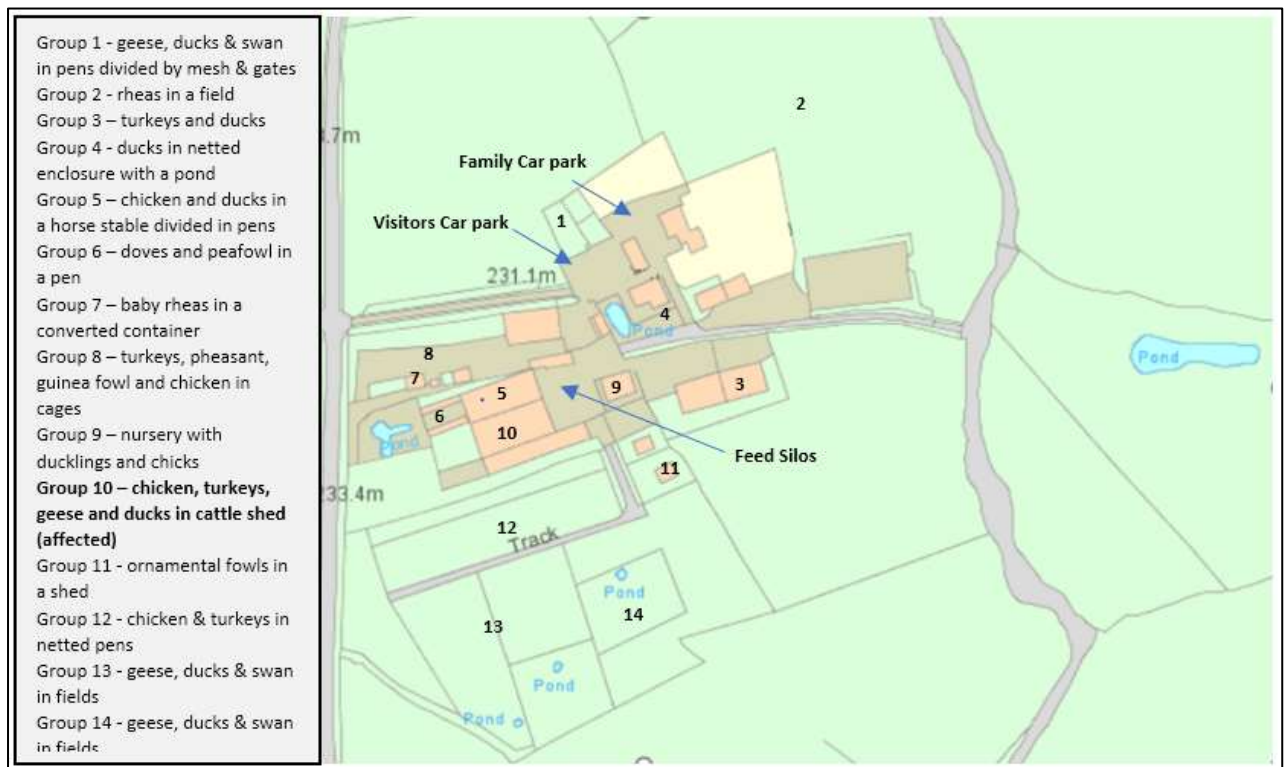 Group 1 - geese, ducks & swan
in pens divided by mesh & gates
Group 2 - rheas in a field
Group 3 – turkeys and ducks
Group 4 - ducks in netted
enclosure with a pond
Group 5 – chicken and ducks in
a horse stable divided in pens
Group 6 – doves and peafowl in
a pen
Group 7 – baby rheas in a
converted container
Group 8 – turkeys, pheasant,
guinea fowl and chicken in
cages
Group 9 – nursery with
ducklings and chicks
Group 10 – chicken, turkeys,
geese and ducks in cattle shed
(affected)
Group 11 - ornamental fowls in
a shed
Group 12 – chicken & turkeys in
netted pens
Group 13 - geese, ducks & swan
in fields
Group 14 - geese, ducks & swan
in fields
2
.7m
Family Car park
1
Visitors Car park
231.1m
4
Pond
8
Pond
7
5
9
3
6
10
Pond
Feed Silos
11
233.4m
12
Track
Pond
14
13
Pond
Pond